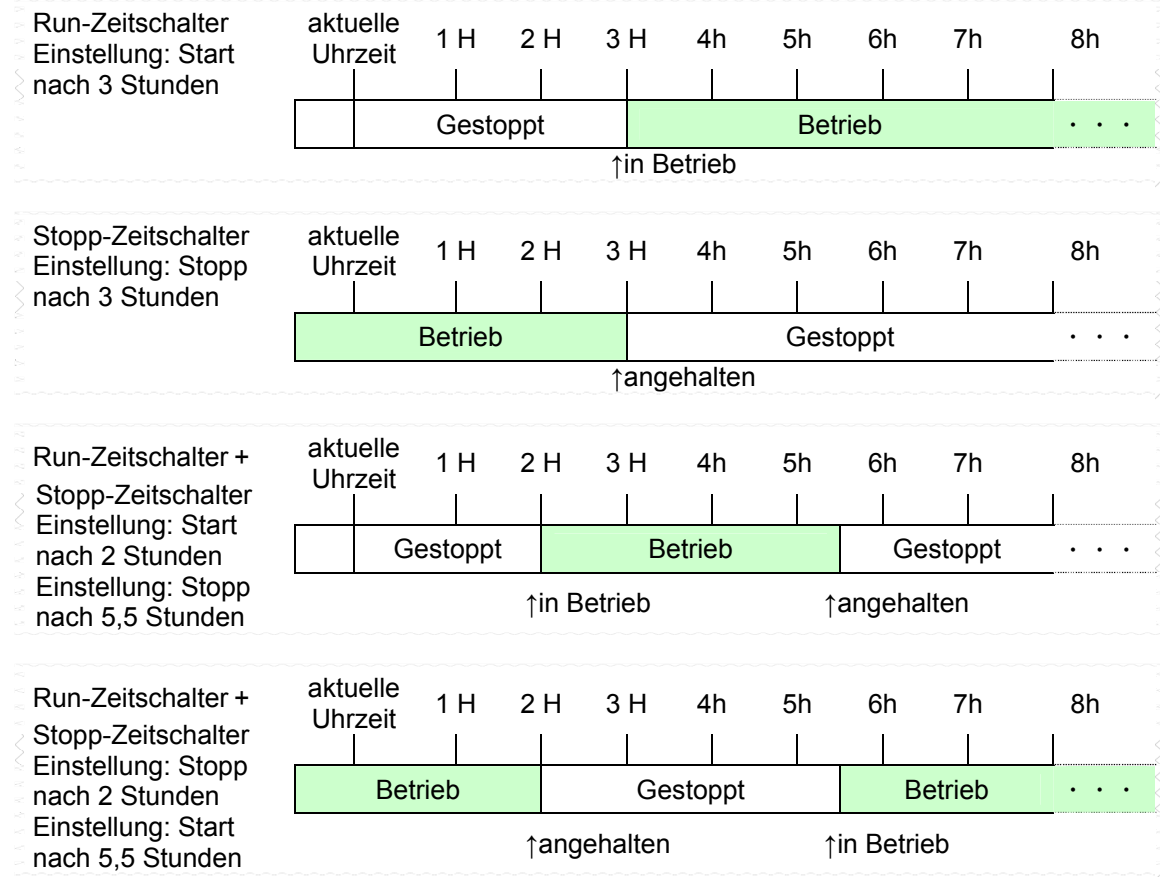 Run-Zeitschalter
Einstellung: Start
nach 3 Stunden
aktuelle
Uhrzeit
1 H 2 H 3 H 4h 5h 6h 7h 8h
Gestoppt Betrieb · · ·
↑in Betrieb
Stopp-Zeitschalter
Einstellung: Stopp
nach 3 Stunden
aktuelle
Uhrzeit
1 H 2 H 3 H 4h 5h 6h 7h 8h
Betrieb Gestoppt · · ·
↑angehalten
Run-Zeitschalter +
Stopp-Zeitschalter
Einstellung: Start
nach 2 Stunden
Einstellung: Stopp
nach 5,5 Stunden
aktuelle
Uhrzeit
1 H 2 H 3 H 4h 5h 6h 7h 8h
Gestoppt Betrieb Gestoppt · · ·
↑in Betrieb ↑angehalten
Run-Zeitschalter +
Stopp-Zeitschalter
Einstellung: Stopp
nach 2 Stunden
Einstellung: Start
nach 5,5 Stunden
aktuelle
Uhrzeit
1 H 2 H 3 H 4h 5h 6h 7h 8h
Betrieb Gestoppt Betrieb · · ·
↑angehalten ↑in Betrieb